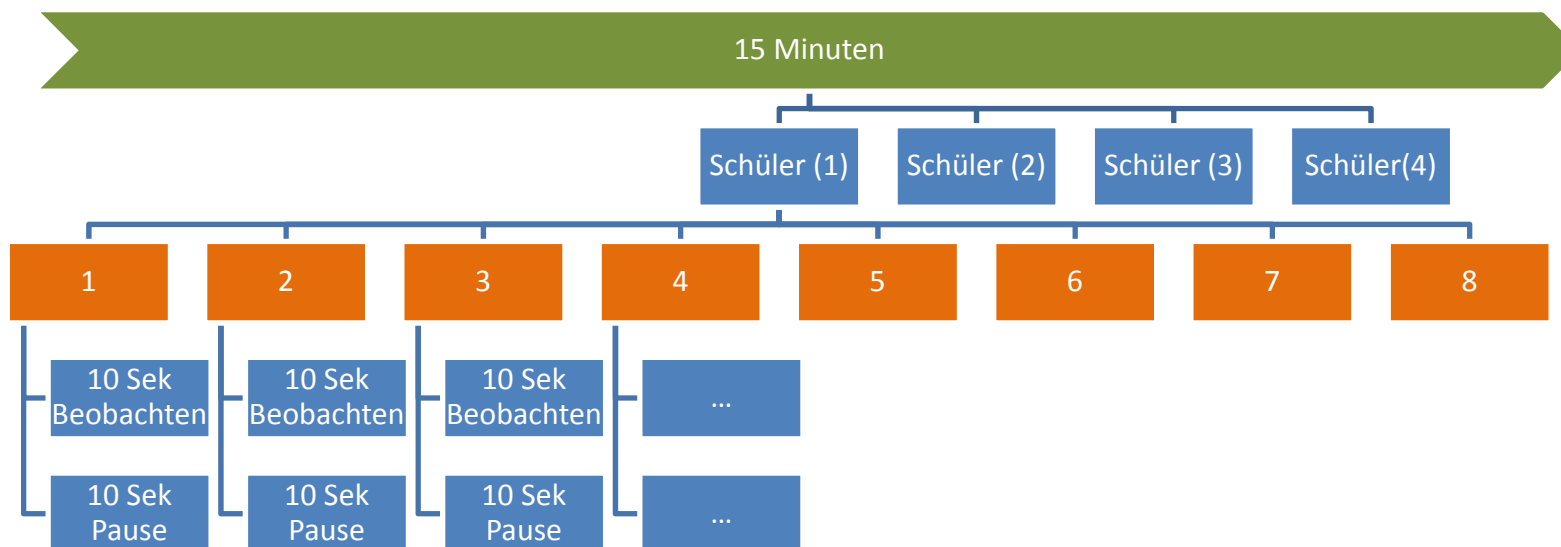 15 Minuten
Schüler (1)
Schüler (2)
Schüler (3)
Schüler(4)
1
2
3
4
5
6
7
8
10 Sek
Beobachten
10 Sek
Beobachten
10 Sek
Beobachten
...
10 Sek
Pause
10 Sek
Pause
10 Sek
Pause
...